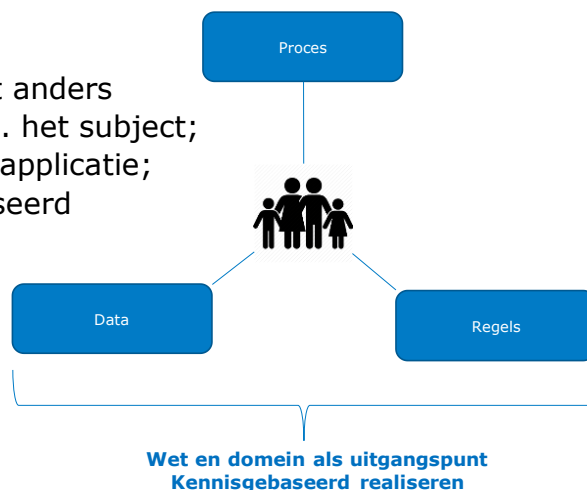 Proces
t anders
. het subject;
applicatie;
seerd
Data
Regels
Wet en domein als uitgangspunt
Kennisgebaseerd realiseren